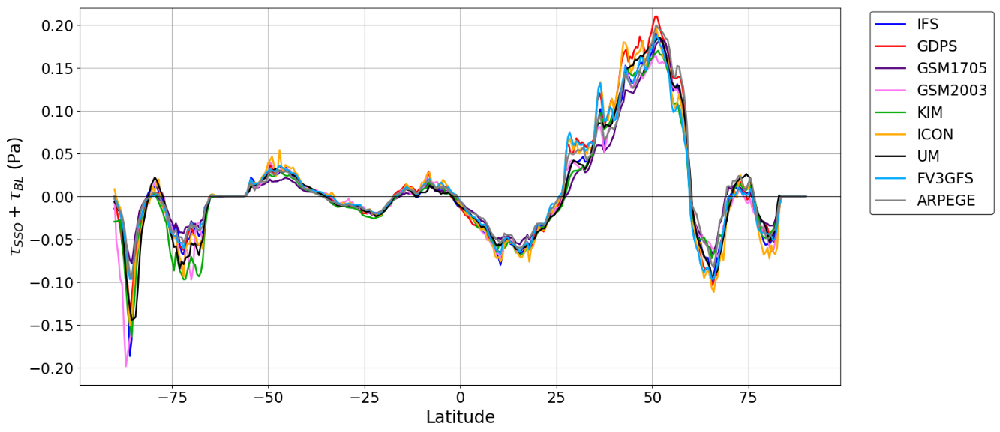 0.20
0.15
0.10
0.05
0.00
−0.05
−0.10
−0.15
−0.20
τSSO + τBL (Pa)
−75 −50 −25 0 25 50 75
Latitude
IFS
GDPS
GSM1705
GSM2003
KIM
ICON
UM
FV3GFS
ARPEGE